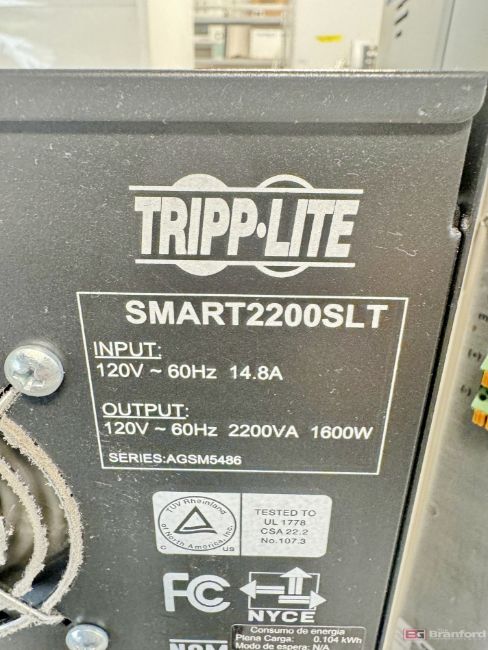 TRIPP·LITE
SMART2200SLT
INPUT:
120V ~ 60Hz 14.8A
OUTPUT:
120V ~ 60Hz 2200VA 1600W
SERIES:AGSM5486
TUV Rheinland
of North America, Inc.
C US
TESTED TO
UL 1778
CSA 22.2
No.107.3
FC
NYCE
Consumo de energia
Plena Carga: 0.104 kWh
Modo de espera: N/A
Branford